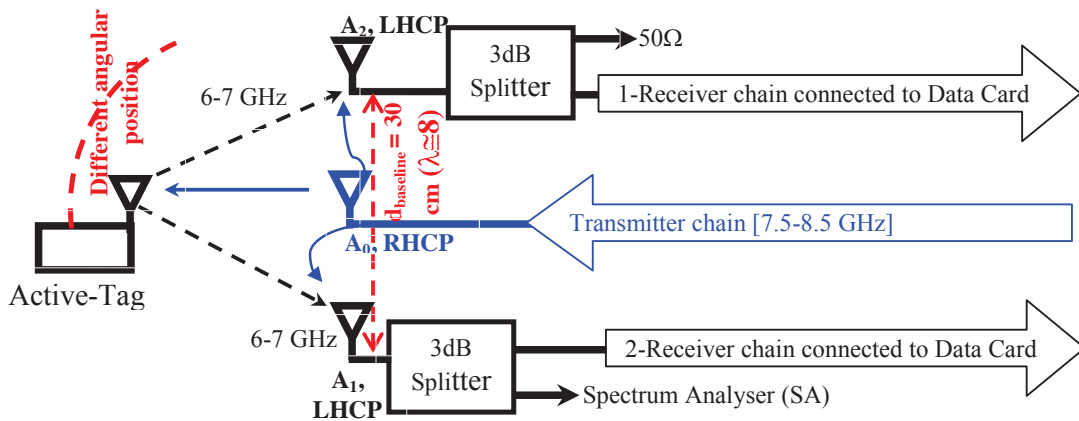 A₂, LHCP
3dB
Splitter
50Ω
1-Receiver chain connected to Data Card
6-7 GHz
Different angular
position
d_baseline = 30
cm (λ≅8)
Transmitter chain [7.5-8.5 GHz]
A₀, RHCP
Active-Tag
6-7 GHz
A₁,
LHCP
3dB
Splitter
2-Receiver chain connected to Data Card
Spectrum Analyser (SA)